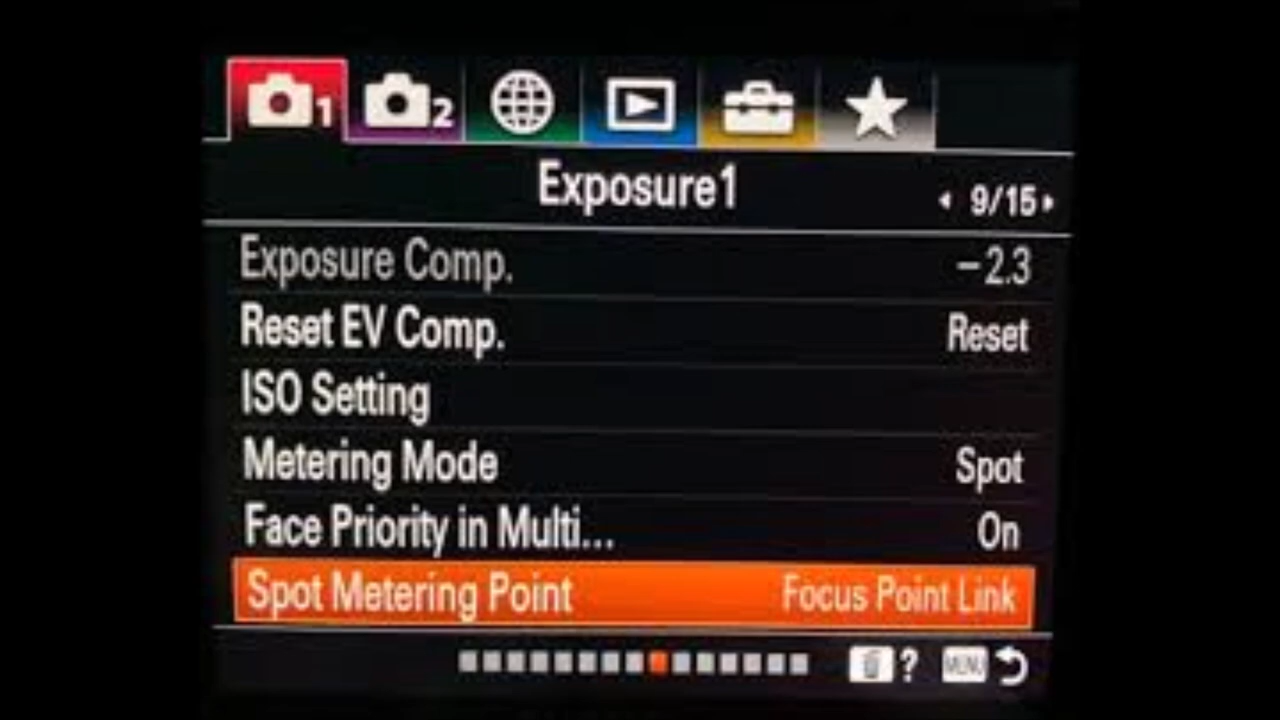 1 2
Exposure1 9/15
Exposure Comp. −2.3
Reset EV Comp. Reset
ISO Setting
Metering Mode Spot
Face Priority in Multi... On
Spot Metering Point Focus Point Link
? MENU